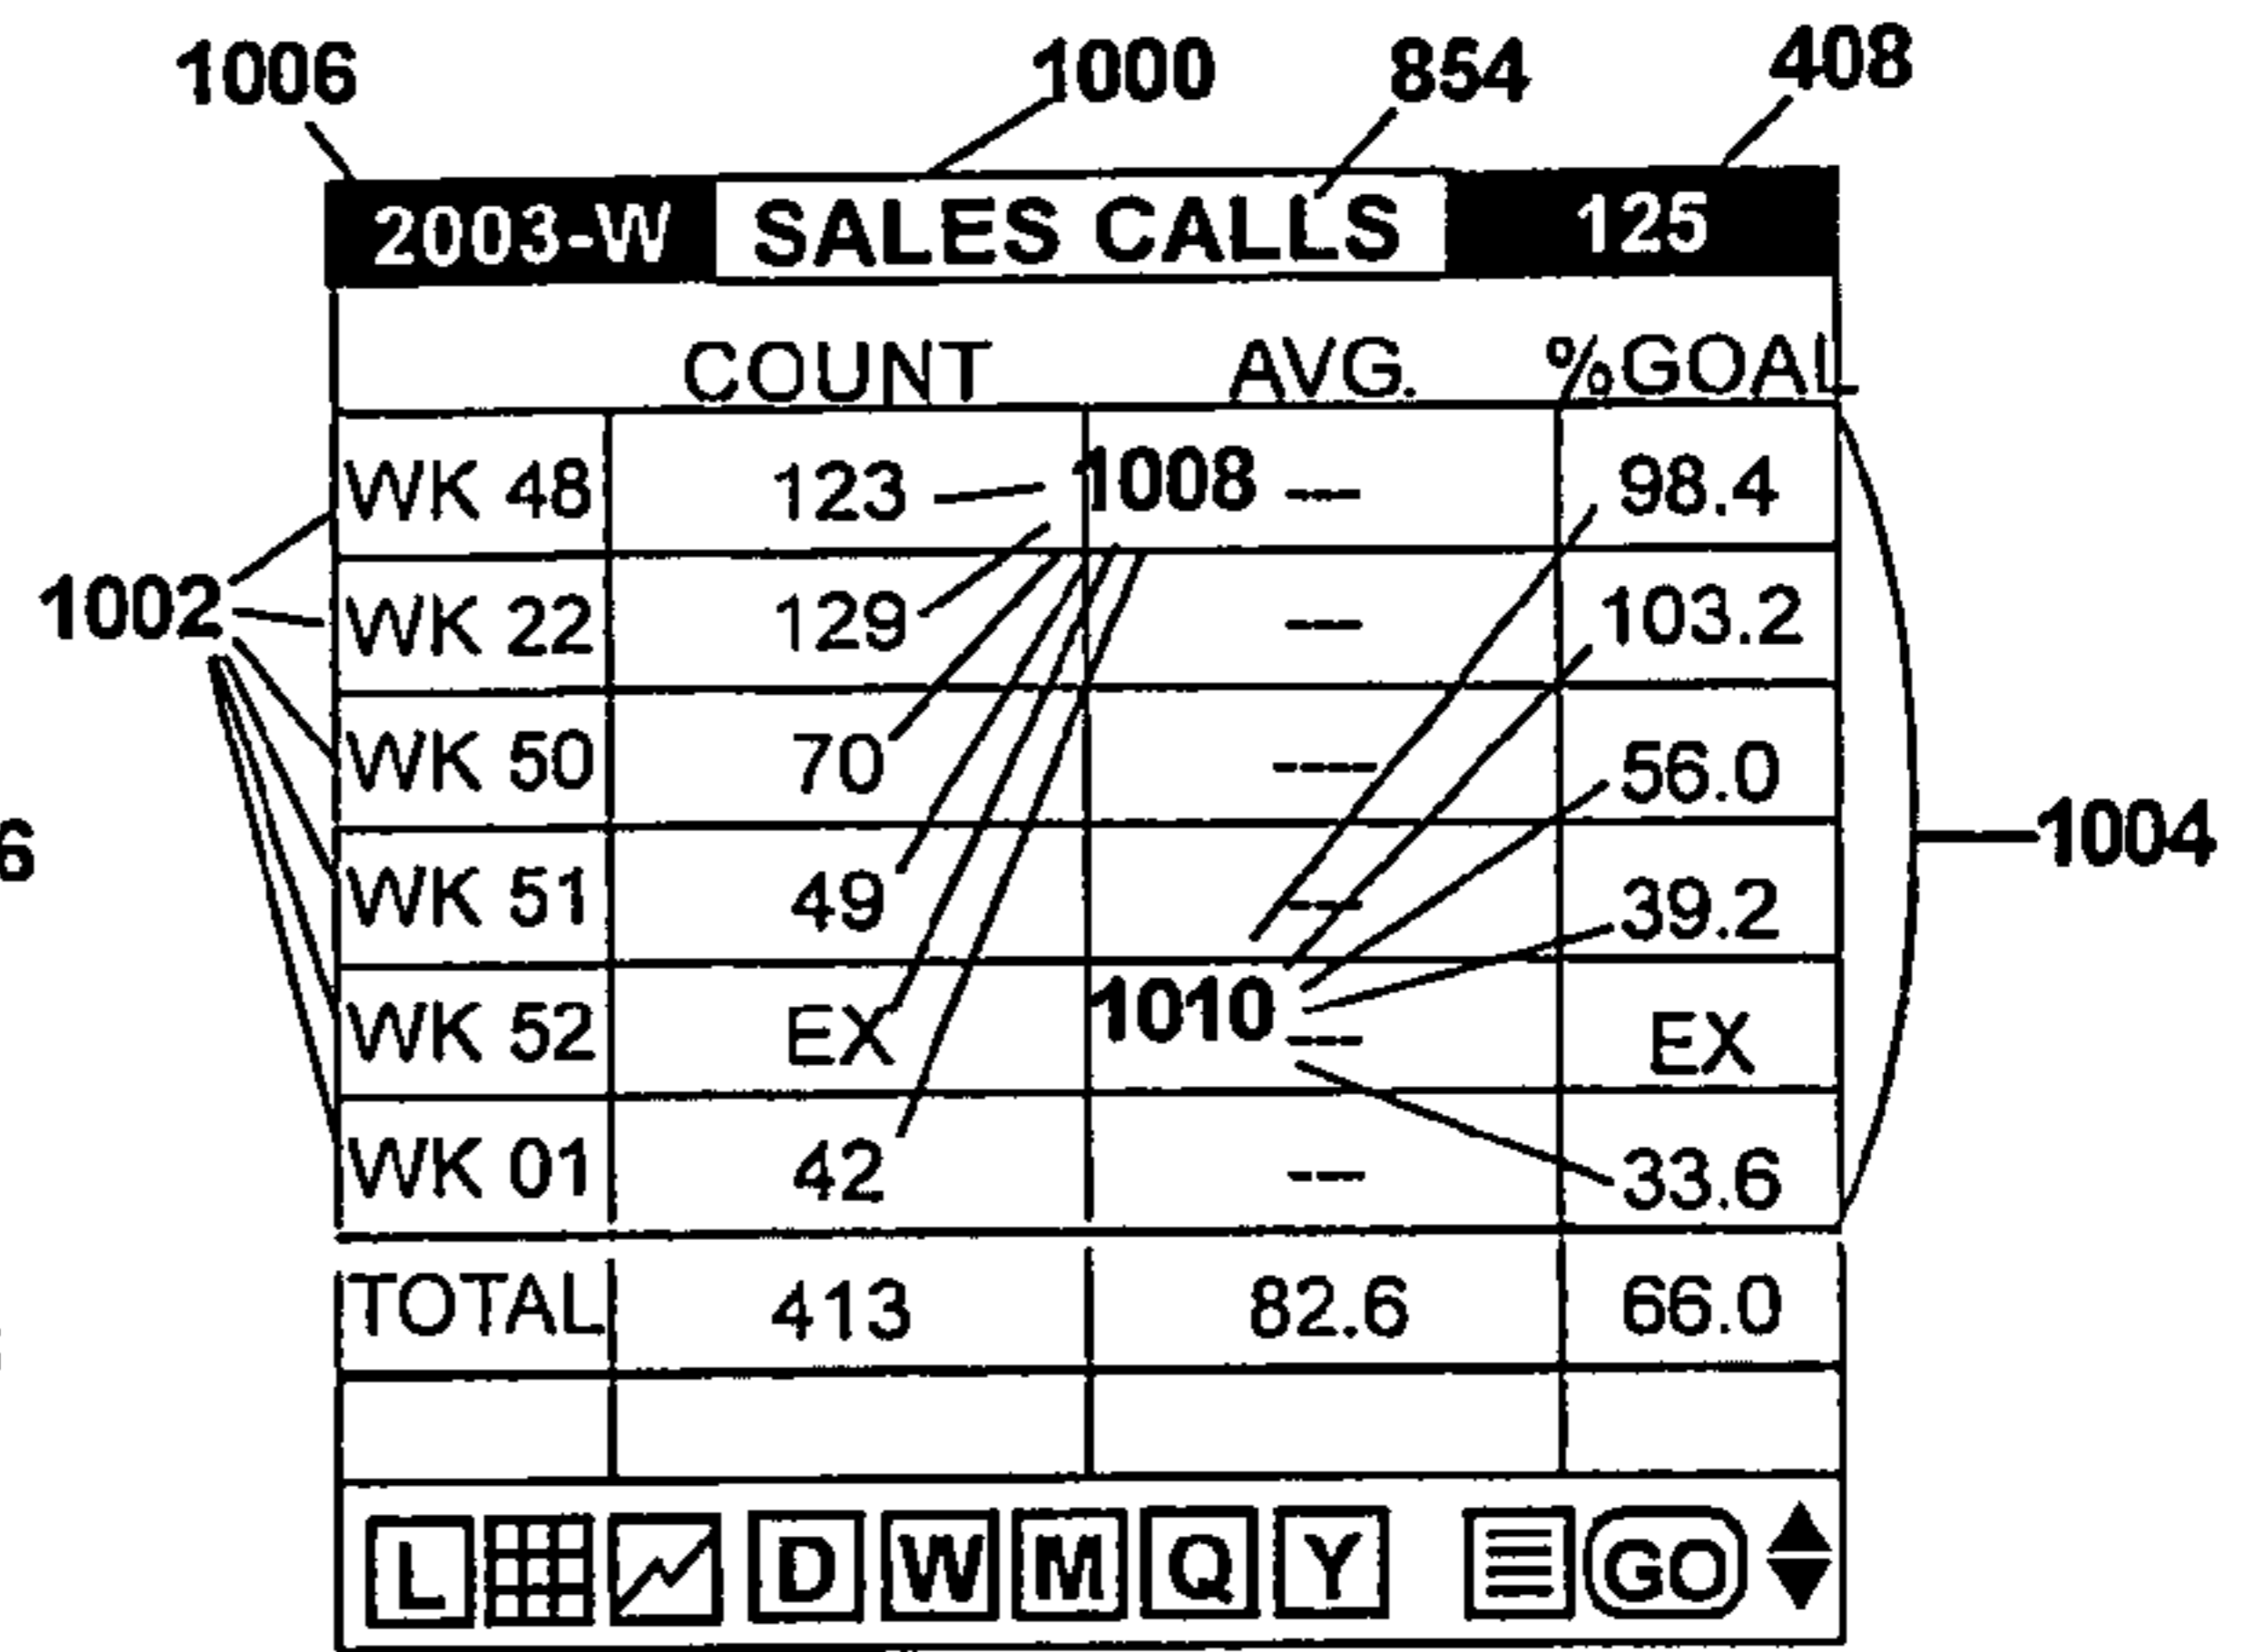 1006 1000 854 408
2003-W SALES CALLS 125
COUNT AVG. %GOAL
WK 48 123 1008 --- 98.4
1002 WK 22 129 --- 103.2
WK 50 70 ---- 56.0
6 1004
WK 51 49 --- 39.2
WK 52 EX 1010 --- EX
WK 01 42 --- 33.6
TOTAL 413 82.6 66.0
L D W M Q Y GO